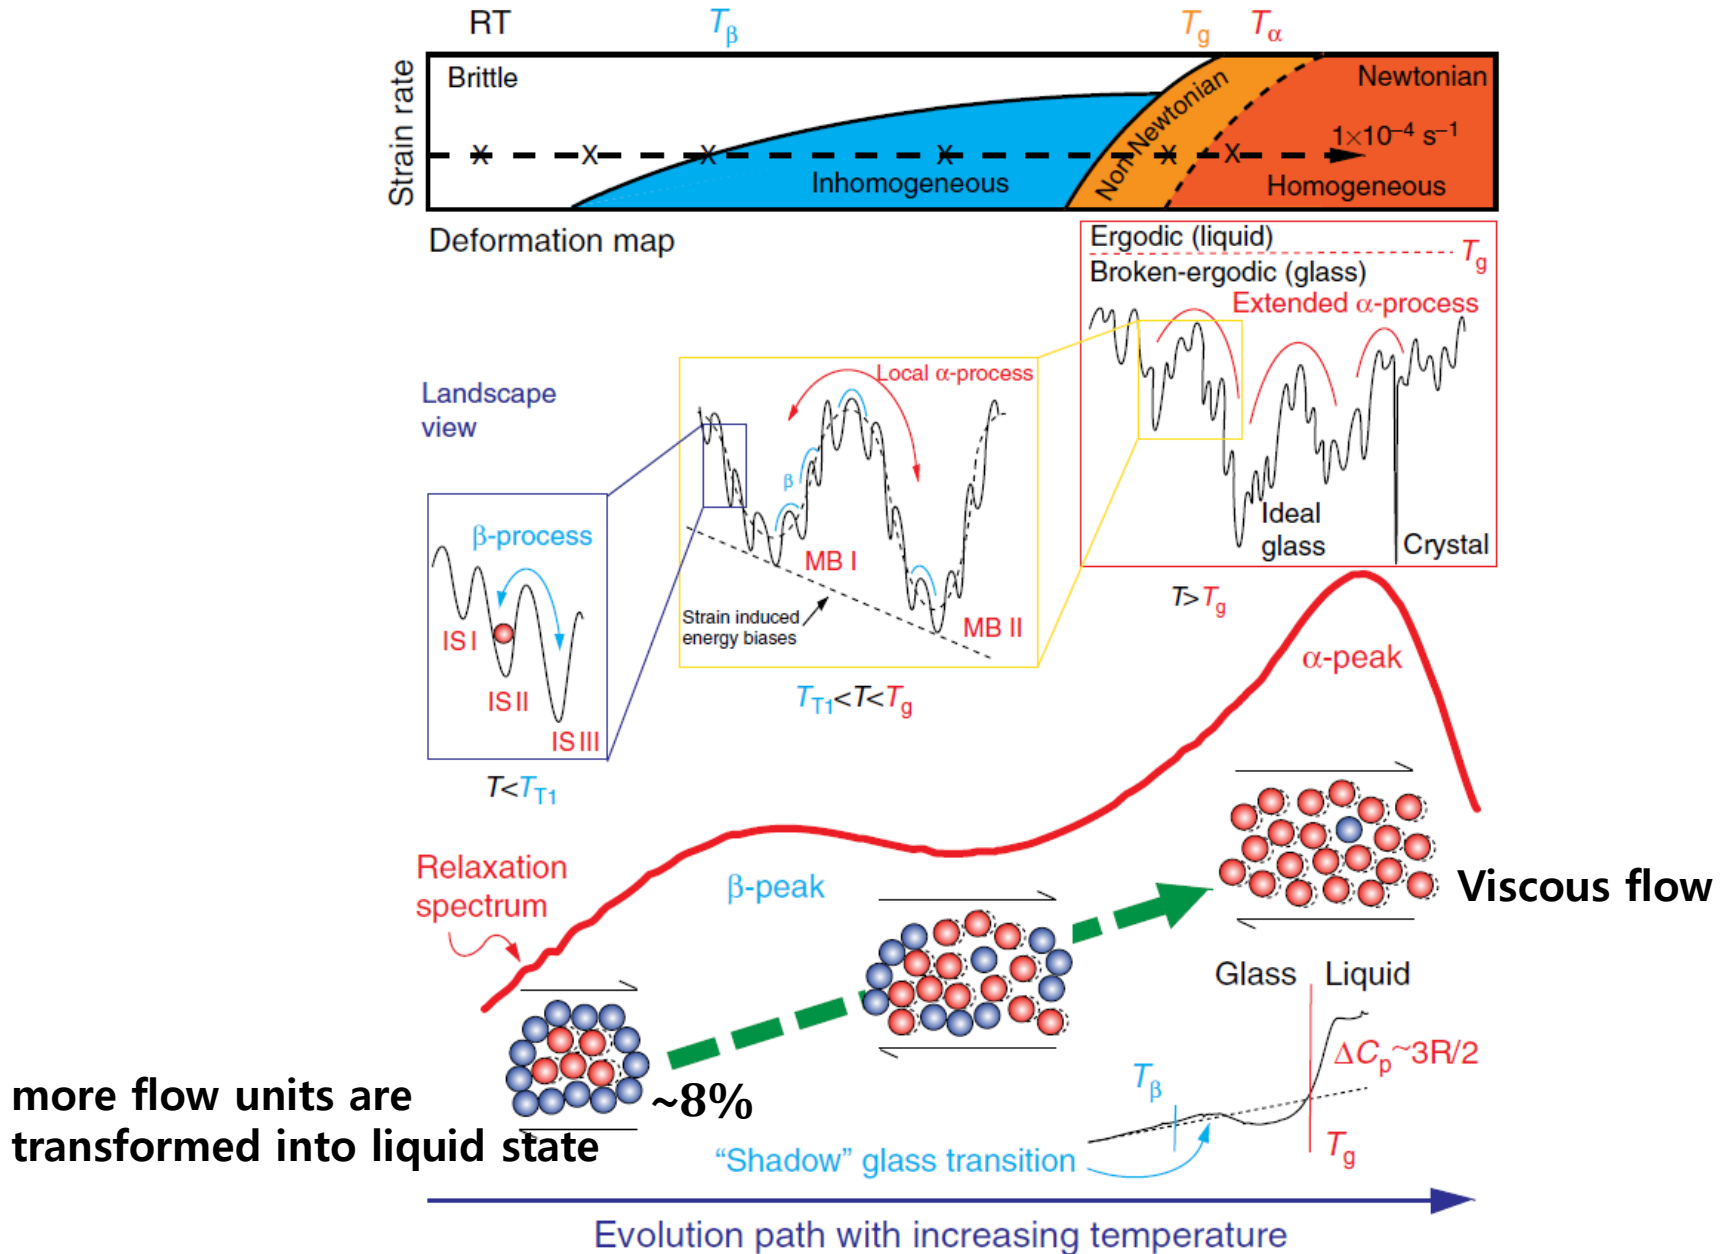 RT
Tβ
Tg
Tα
Strain rate
Brittle
Newtonian
Non-Newtonian
1×10⁻⁴ s⁻¹
Inhomogeneous
Homogeneous
X X X X X X
Deformation map
Ergodic (liquid)
Tg
Broken-ergodic (glass)
Extended α-process
Landscape
view
Local α-process
β
MB I
Strain induced
energy biases
MB II
Ideal
glass
Crystal
β-process
IS I
IS II
IS III
T<TT1
TT1<T<Tg
T>Tg
α-peak
Relaxation
spectrum
β-peak
Viscous flow
Glass
Liquid
ΔCp~3R/2
Tβ
Tg
more flow units are
transformed into liquid state
~8%
“Shadow” glass transition
Evolution path with increasing temperature